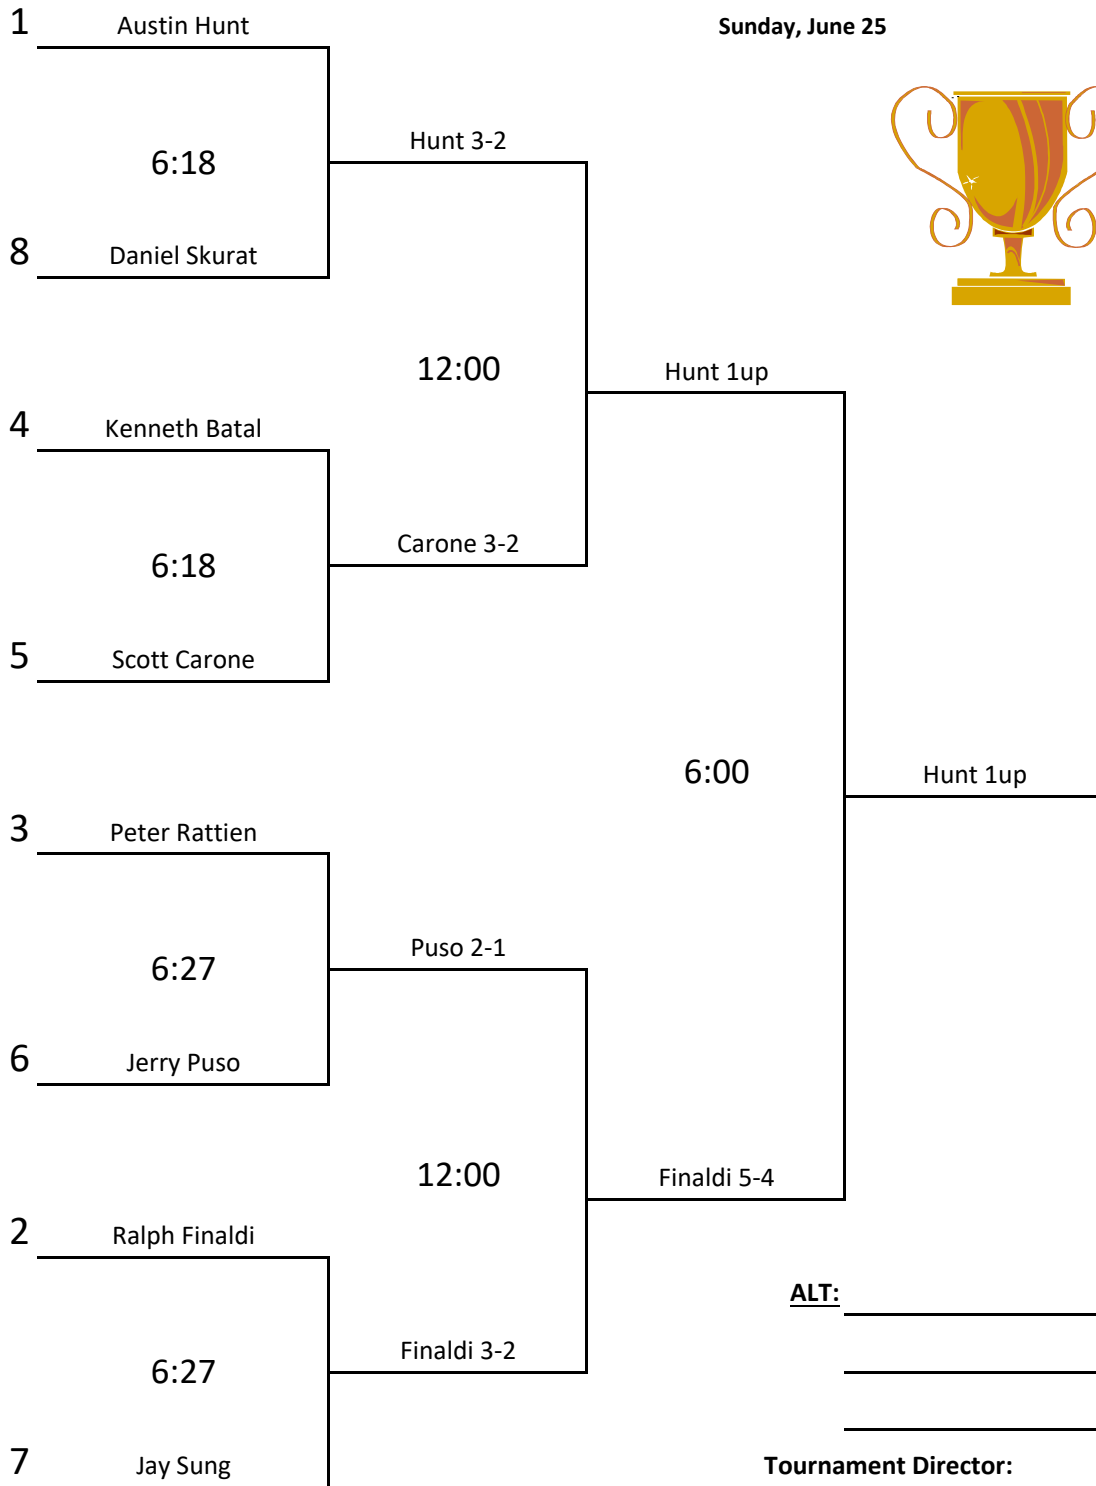 1 Austin Hunt
Sunday, June 25
Hunt 3-2
6:18
8 Daniel Skurat
12:00
Hunt 1up
4 Kenneth Batal
Carone 3-2
6:18
5 Scott Carone
6:00
Hunt 1up
3 Peter Rattien
Puso 2-1
6:27
6 Jerry Puso
12:00
Finaldi 5-4
2 Ralph Finaldi
ALT:
Finaldi 3-2
6:27
7 Jay Sung
Tournament Director: